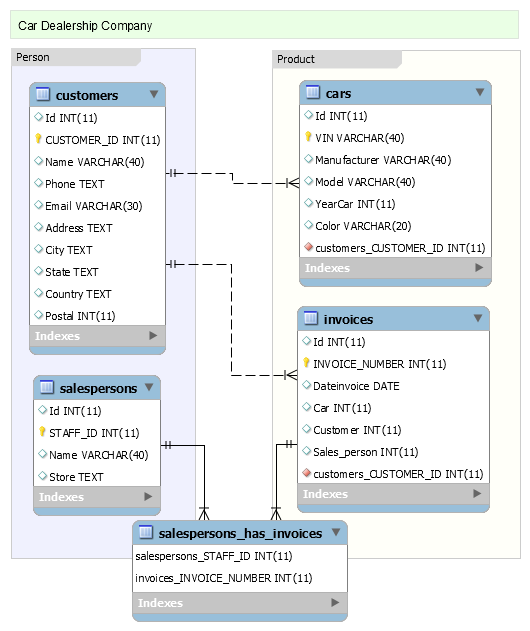 Car Dealership Company
Person
customers
Id INT(11)
CUSTOMER_ID INT(11)
Name VARCHAR(40)
Phone TEXT
Email VARCHAR(30)
Address TEXT
City TEXT
State TEXT
Country TEXT
Postal INT(11)
Indexes
salespersons
Id INT(11)
STAFF_ID INT(11)
Name VARCHAR(40)
Store TEXT
Indexes
Product
cars
Id INT(11)
VIN VARCHAR(40)
Manufacturer VARCHAR(40)
Model VARCHAR(40)
YearCar INT(11)
Color VARCHAR(20)
customers_CUSTOMER_ID INT(11)
Indexes
invoices
Id INT(11)
INVOICE_NUMBER INT(11)
Dateinvoice DATE
Car INT(11)
Customer INT(11)
Sales_person INT(11)
customers_CUSTOMER_ID INT(11)
Indexes
salespersons_has_invoices
salespersons_STAFF_ID INT(11)
invoices_INVOICE_NUMBER INT(11)
Indexes